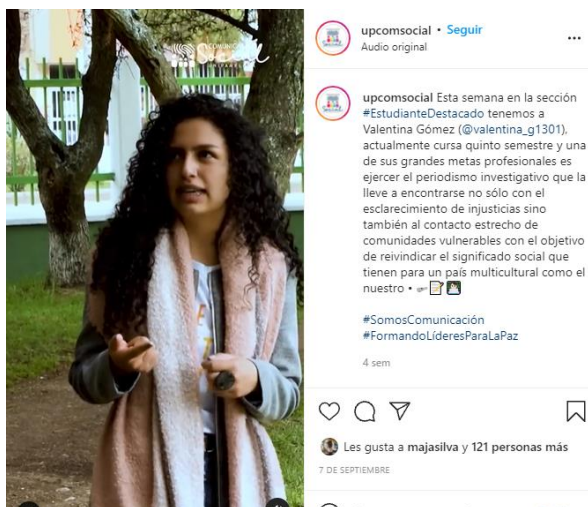 COMUNICACIÓN
Social
UNIPANAMERICANA
upcomsocial • Seguir
Audio original
upcomsocial Esta semana en la sección
#EstudianteDestacado tenemos a
Valentina Gómez (@valentina_g1301),
actualmente cursa quinto semestre y una
de sus grandes metas profesionales es
ejercer el periodismo investigativo que la
lleve a encontrarse no sólo con el
esclarecimiento de injusticias sino
también al contacto estrecho de
comunidades vulnerables con el objetivo
de reivindicar el significado social que
tienen para un país multicultural como el
nuestro •
#SomosComunicación
#FormandoLíderesParaLaPaz
4 sem
Les gusta a majasilva y 121 personas más
7 DE SEPTIEMBRE